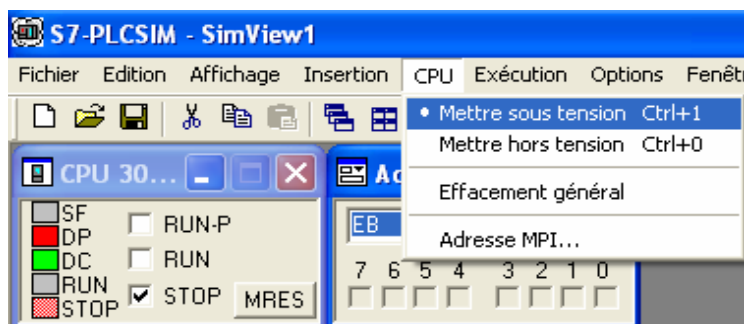 S7-PLCSIM - SimView1
Fichier Edition Affichage Insertion CPU Exécution Options Fenêt
Mettre sous tension Ctrl+1
Mettre hors tension Ctrl+0
Effacement général
Adresse MPI...
CPU 30...
SF
DP
DC
RUN
STOP
RUN-P
RUN
STOP MRES
EB
7 6 5 4 3 2 1 0